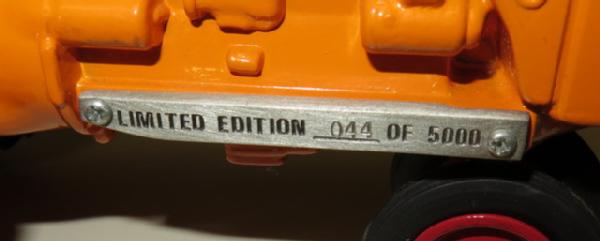 LIMITED EDITION 044 OF 5000